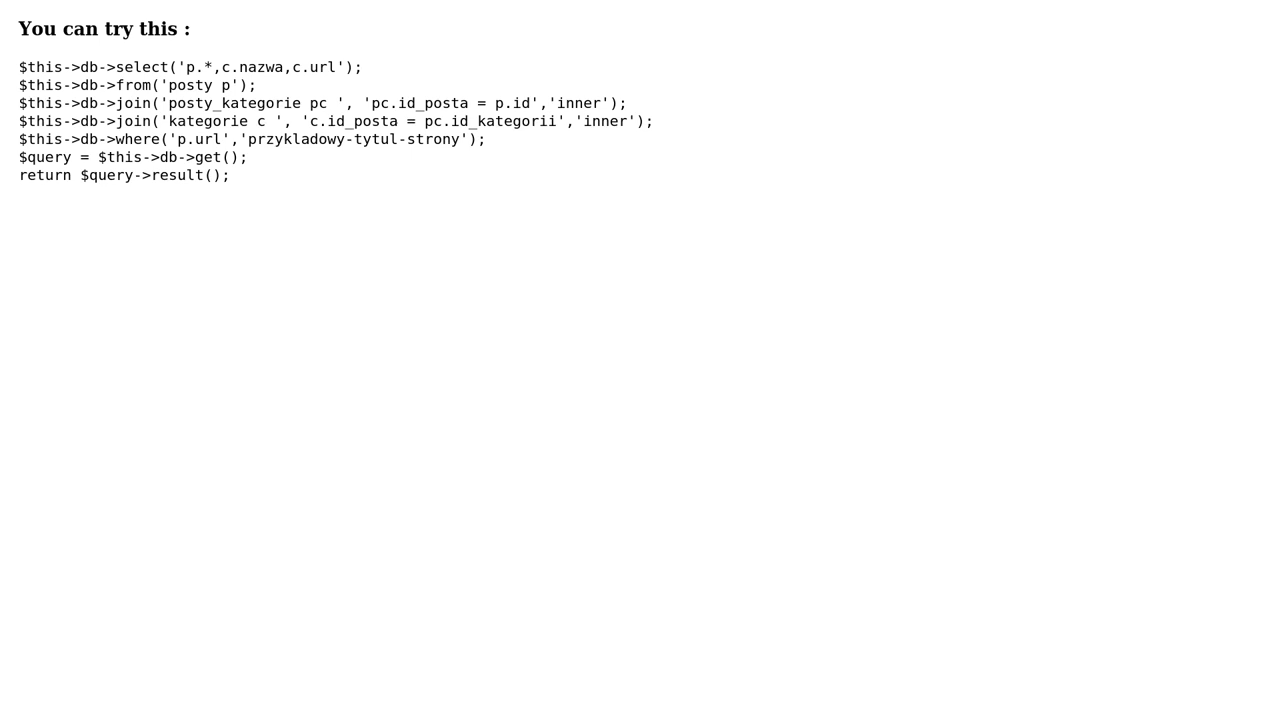 You can try this :
$this->db->select('p.*,c.nazwa,c.url');
$this->db->from('posty p');
$this->db->join('posty_kategorie pc ', 'pc.id_posta = p.id','inner');
$this->db->join('kategorie c ', 'c.id_posta = pc.id_kategorii','inner');
$this->db->where('p.url','przykladowy-tytul-strony');
$query = $this->db->get();
return $query->result();